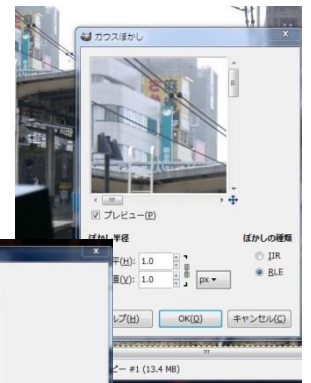 ガウスぼかし
プレビュー(P)
ぼかし半径
ぼかしの種類
平(H): 1.0
IIR
直(V): 1.0
px
RLE
ルプ(H)
OK(O)
キャンセル(C)
ピー #1 (13.4 MB)